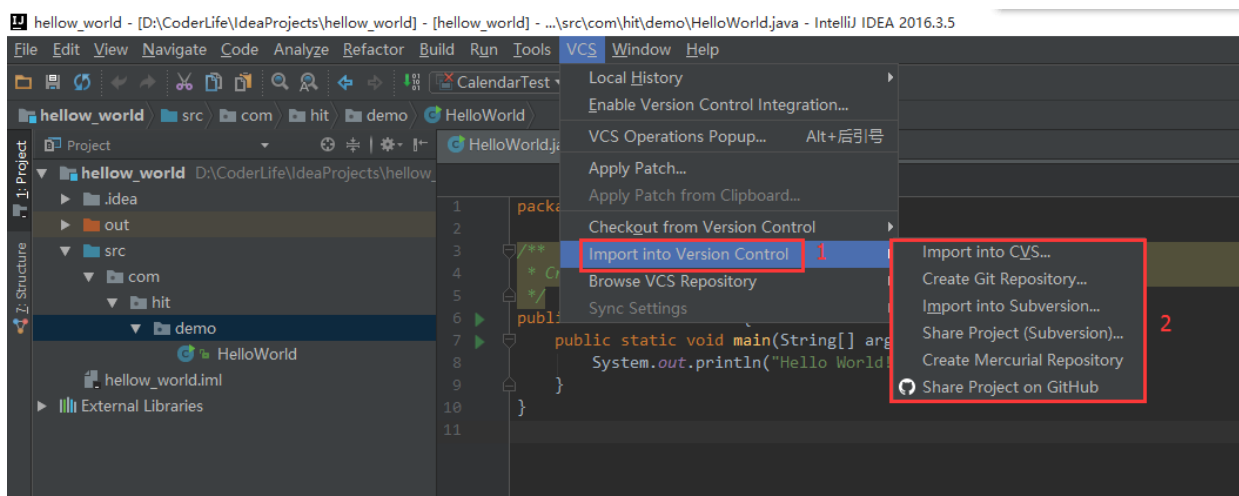 hellow_world - [D:\CoderLife\IdeaProjects\hellow_world] - [hellow_world] - ...\src\com\hit\demo\HelloWorld.java - IntelliJ IDEA 2016.3.5
File Edit View Navigate Code Analyze Refactor Build Run Tools VCS Window Help
CalendarTest
hellow_world src com hit demo HelloWorld
1: Project
7: Structure
Project
hellow_world D:\CoderLife\IdeaProjects\hellow_
.idea
out
src
com
hit
demo
HelloWorld
hellow_world.iml
External Libraries
HelloWorld.ja
1 packa
2
3 /**
4 * Cr
5 */
6 publi {
7 public static void main(String[] arg
8 System.out.println("Hello World!
9 }
10 }
11
Local History
Enable Version Control Integration...
VCS Operations Popup... Alt+后引号
Apply Patch...
Apply Patch from Clipboard...
Checkout from Version Control
Import into Version Control 1
Browse VCS Repository
Sync Settings
Import into CVS...
Create Git Repository...
Import into Subversion...
Share Project (Subversion)... 2
Create Mercurial Repository
Share Project on GitHub